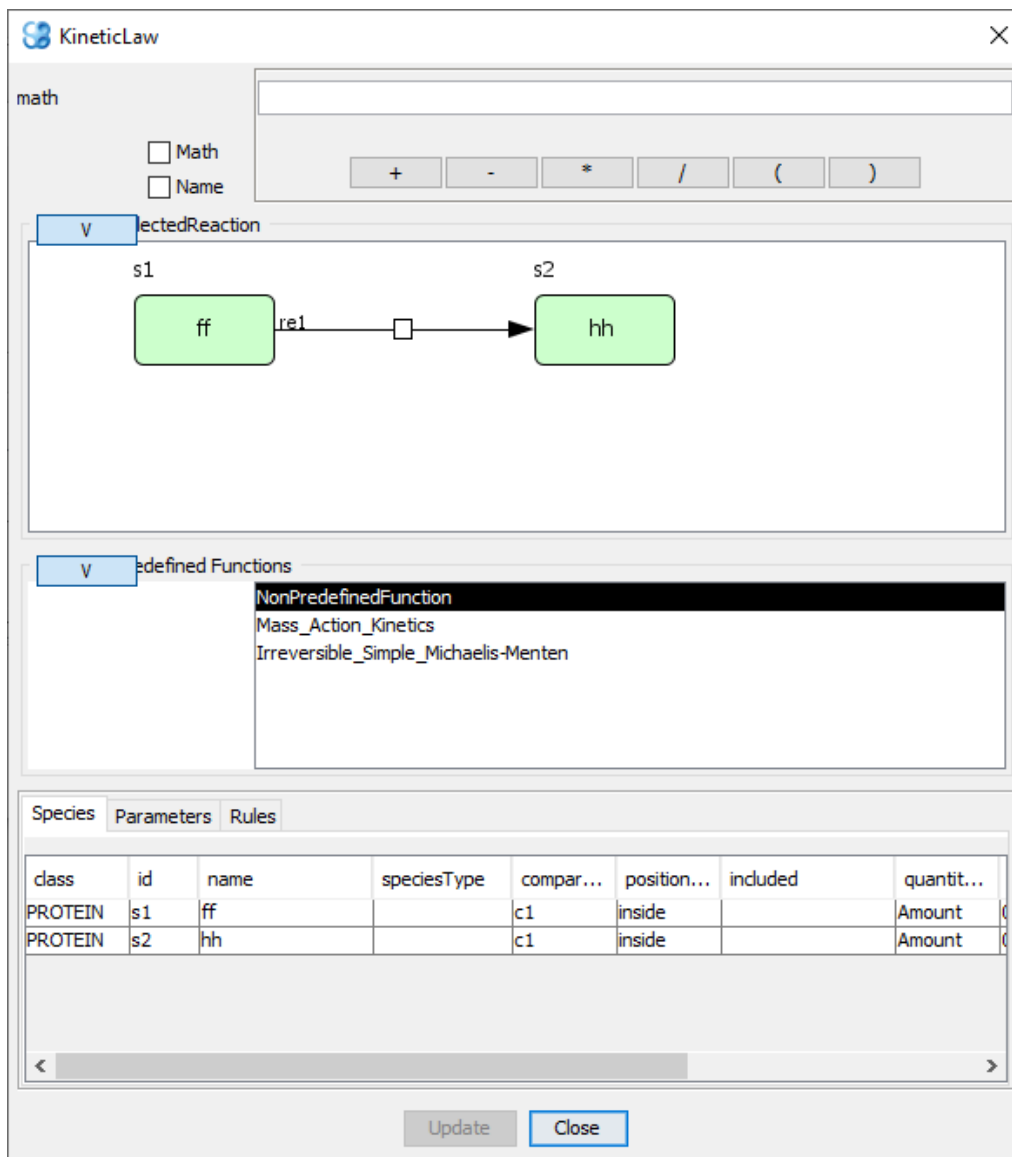 KineticLaw
math
Math
Name
+ - * / ( )
V lectedReaction
s1 s2
ff re1 hh
V edefined Functions
NonPredefinedFunction
Mass_Action_Kinetics
Irreversible_Simple_Michaelis-Menten
Species Parameters Rules
class id name speciesType compar... position... included quantit...
PROTEIN s1 ff c1 inside Amount
PROTEIN s2 hh c1 inside Amount
Update Close